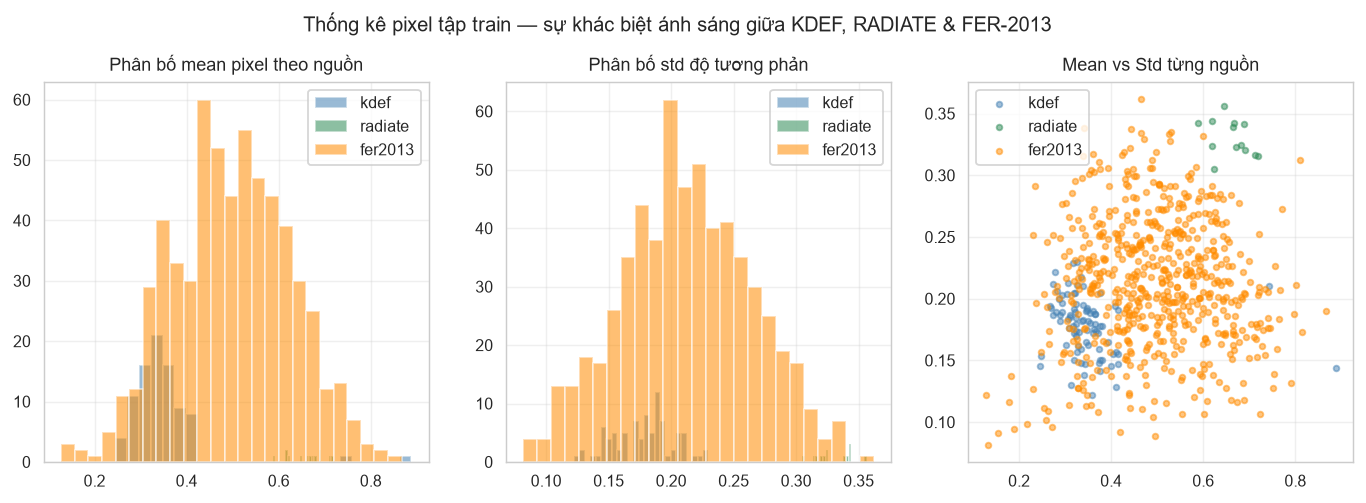 Thống kê pixel tập train — sự khác biệt ánh sáng giữa KDEF, RADIATE & FER-2013
Phân bố mean pixel theo nguồn
60
50
40
30
20
10
0
0.2
0.4
0.6
0.8
kdef
radiate
fer2013
Phân bố std độ tương phản
60
50
40
30
20
10
0
0.10
0.15
0.20
0.25
0.30
0.35
kdef
radiate
fer2013
Mean vs Std từng nguồn
0.35
0.30
0.25
0.20
0.15
0.10
0.2
0.4
0.6
0.8
kdef
radiate
fer2013